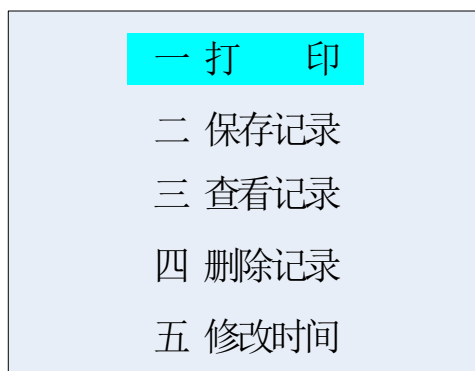 一 打 印
二 保存记录
三 查看记录
四 删除记录
五 修改时间